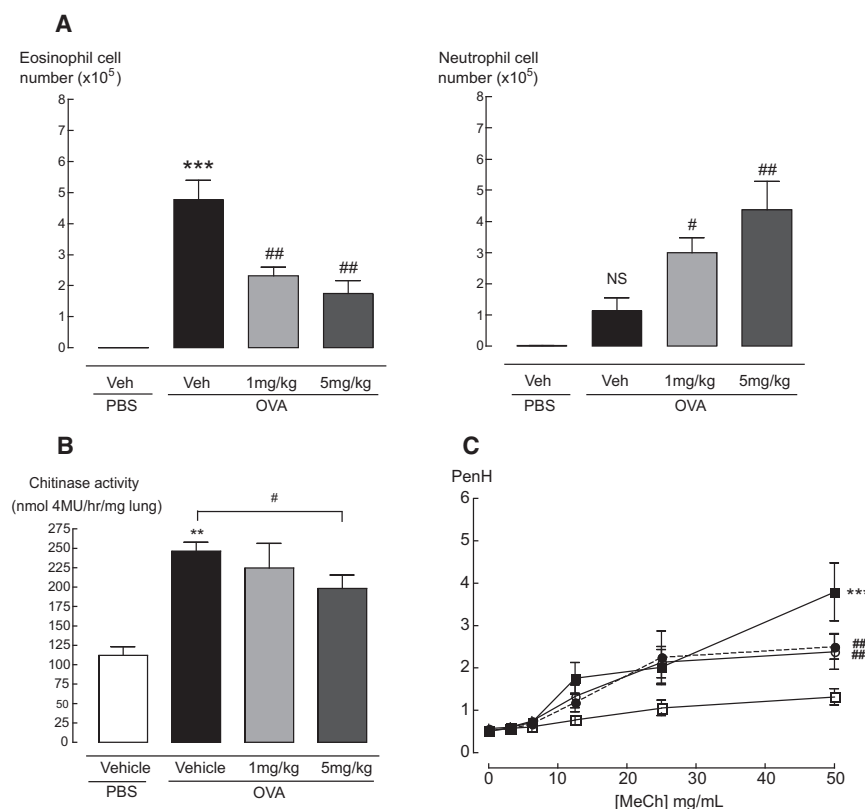 A
Eosinophil cell
number (x10⁵)
8
7
6
5
4
3
2
1
0
***
##
##
Veh
Veh
1mg/kg
5mg/kg
PBS
OVA
Neutrophil cell
number (x10⁵)
8
7
6
5
4
3
2
1
0
NS
#
##
Veh
Veh
1mg/kg
5mg/kg
PBS
OVA
B
Chitinase activity
(nmol 4MU/hr/mg lung)
275
250
225
200
175
150
125
100
75
50
25
0
**
#
Vehicle
Vehicle
1mg/kg
5mg/kg
PBS
OVA
C
PenH
6
5
4
3
2
1
0
***
##
##
0
10
20
30
40
50
[MeCh] mg/mL